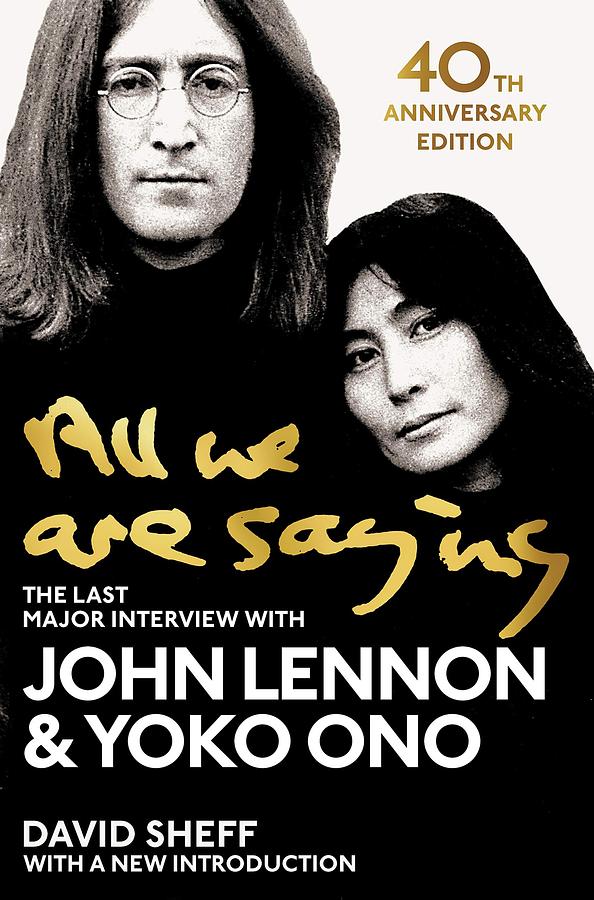 40TH
ANNIVERSARY
EDITION
All we
are saying
THE LAST
MAJOR INTERVIEW WITH
JOHN LENNON
& YOKO ONO
DAVID SHEFF
WITH A NEW INTRODUCTION